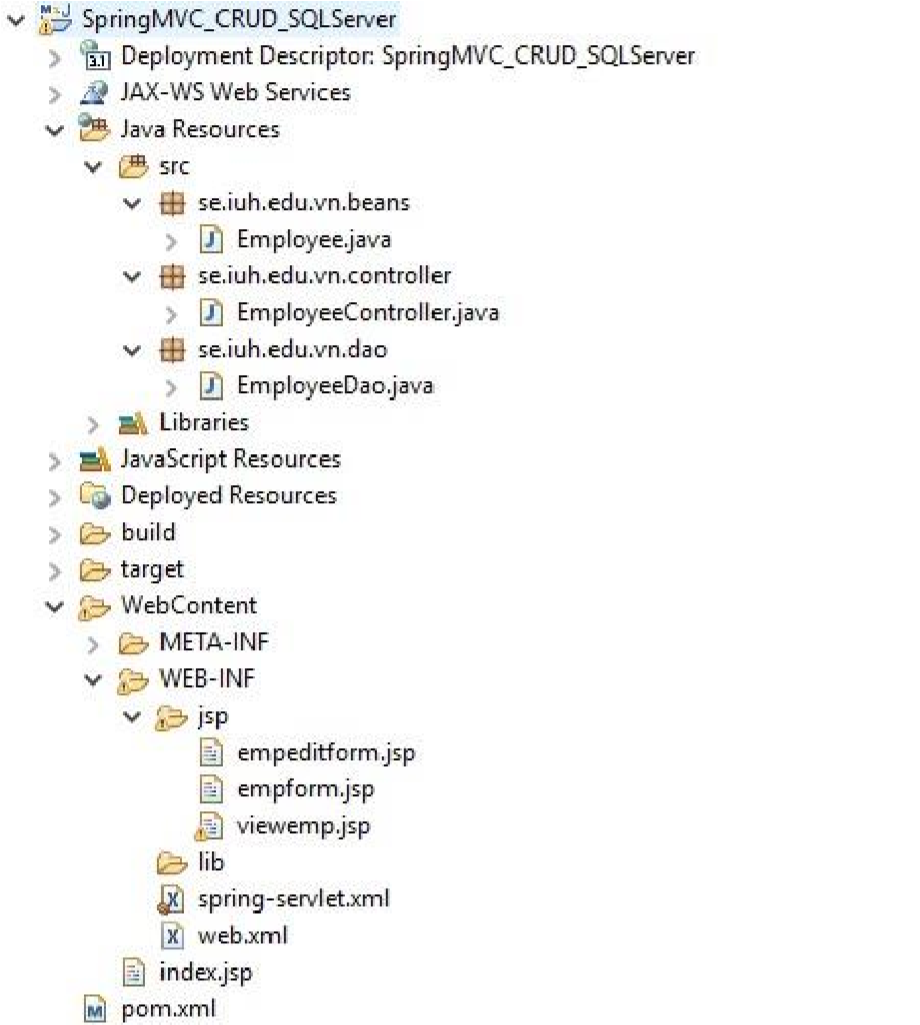 SpringMVC_CRUD_SQLServer
Deployment Descriptor: SpringMVC_CRUD_SQLServer
JAX-WS Web Services
Java Resources
src
se.iuh.edu.vn.beans
Employee.java
se.iuh.edu.vn.controller
EmployeeController.java
se.iuh.edu.vn.dao
EmployeeDao.java
Libraries
JavaScript Resources
Deployed Resources
build
target
WebContent
META-INF
WEB-INF
jsp
empeditform.jsp
empform.jsp
viewemp.jsp
lib
spring-servlet.xml
web.xml
index.jsp
pom.xml